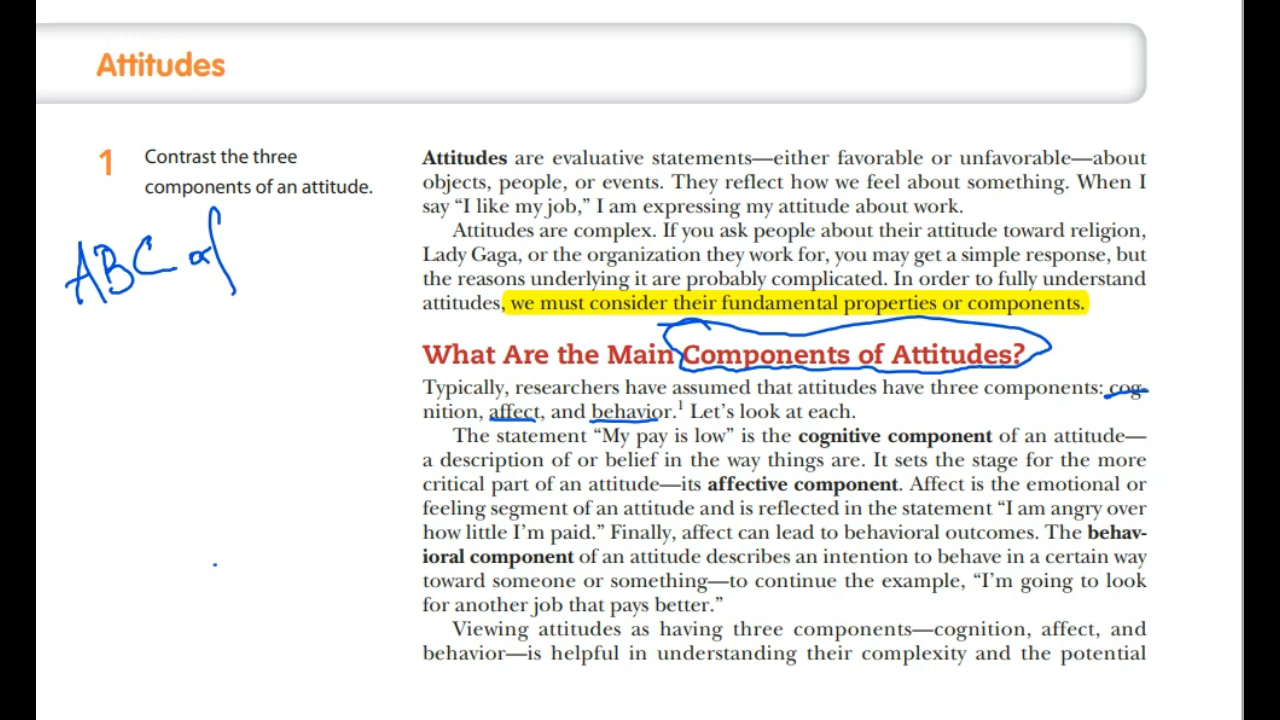 Attitudes
1 Contrast the three
components of an attitude.
ABC of
Attitudes are evaluative statements—either favorable or unfavorable—about
objects, people, or events. They reflect how we feel about something. When I
say “I like my job,” I am expressing my attitude about work.
Attitudes are complex. If you ask people about their attitude toward religion,
Lady Gaga, or the organization they work for, you may get a simple response, but
the reasons underlying it are probably complicated. In order to fully understand
attitudes, we must consider their fundamental properties or components.
What Are the Main Components of Attitudes?
Typically, researchers have assumed that attitudes have three components: cog-
nition, affect, and behavior.¹ Let’s look at each.
The statement “My pay is low” is the cognitive component of an attitude—
a description of or belief in the way things are. It sets the stage for the more
critical part of an attitude—its affective component. Affect is the emotional or
feeling segment of an attitude and is reflected in the statement “I am angry over
how little I’m paid.” Finally, affect can lead to behavioral outcomes. The behav-
ioral component of an attitude describes an intention to behave in a certain way
toward someone or something—to continue the example, “I’m going to look
for another job that pays better.”
Viewing attitudes as having three components—cognition, affect, and
behavior—is helpful in understanding their complexity and the potential